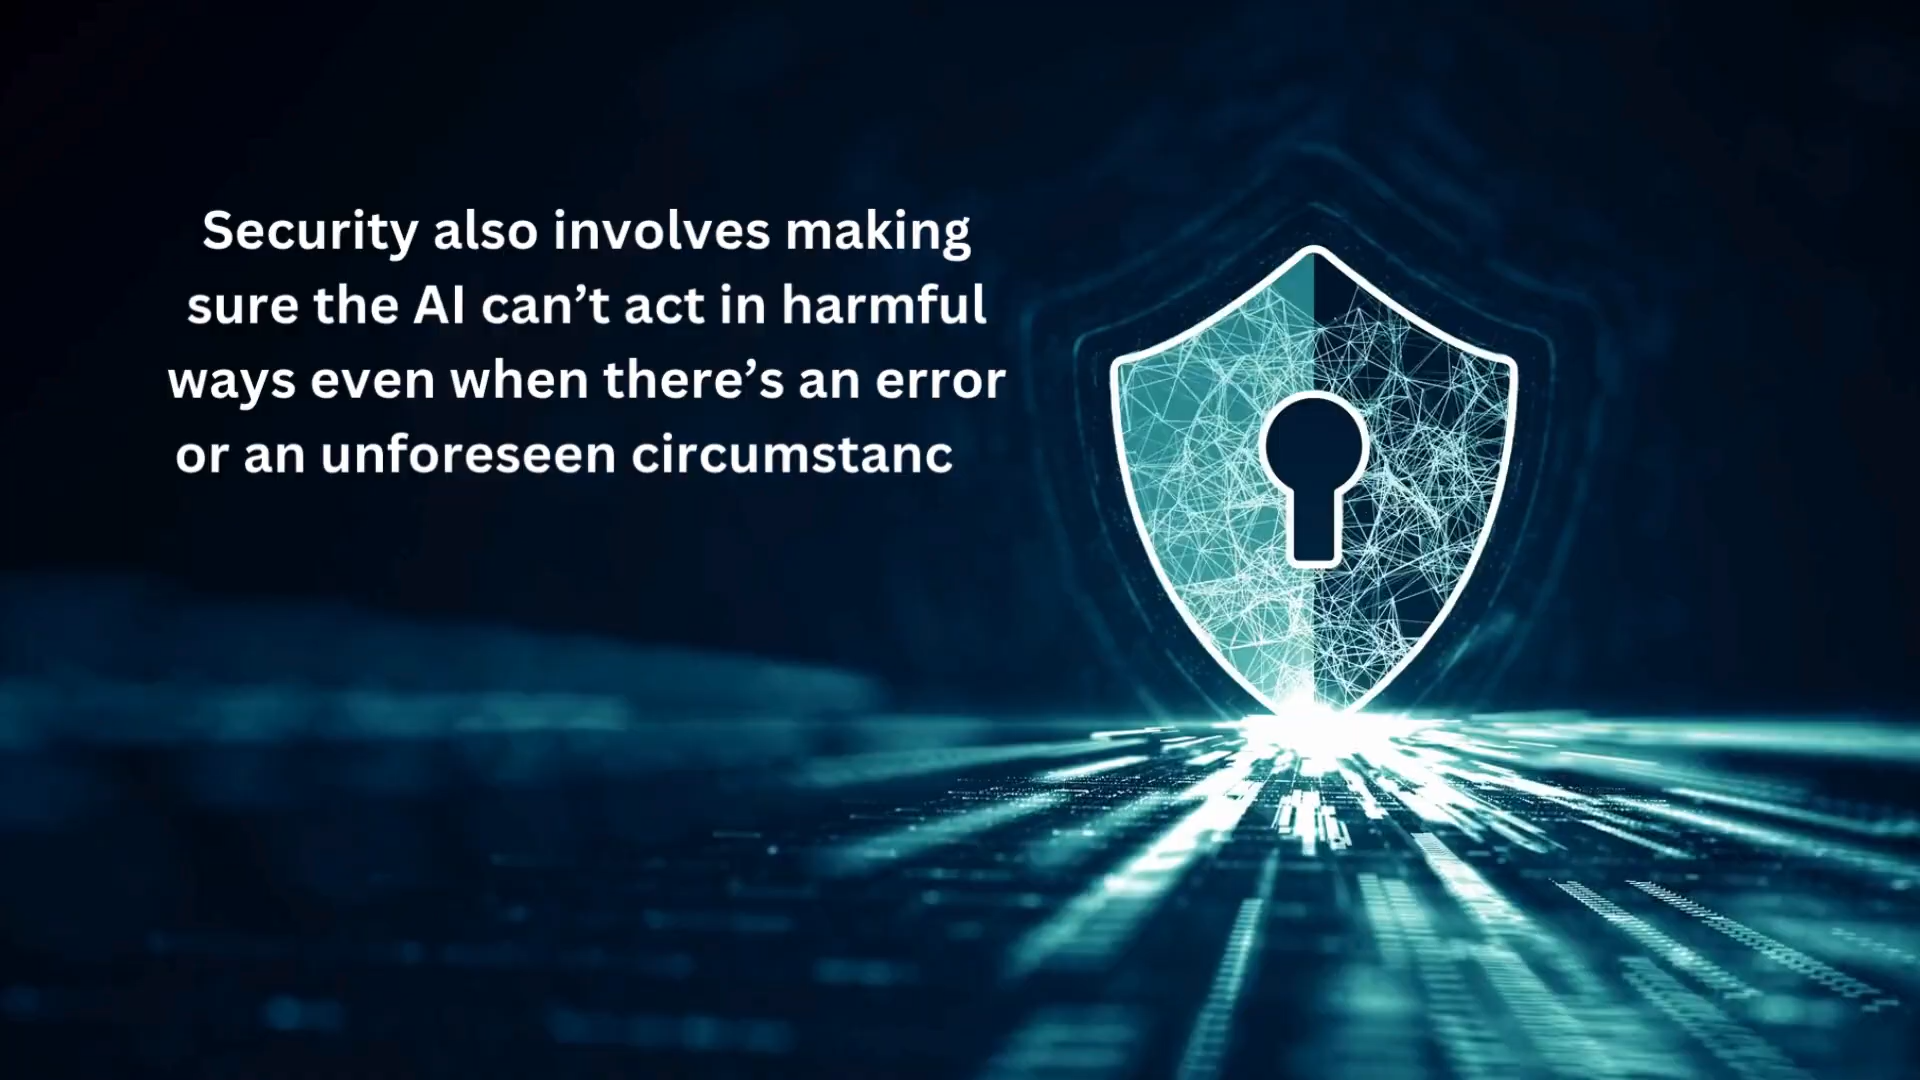 Security also involves making
sure the AI can’t act in harmful
ways even when there’s an error
or an unforeseen circumstanc